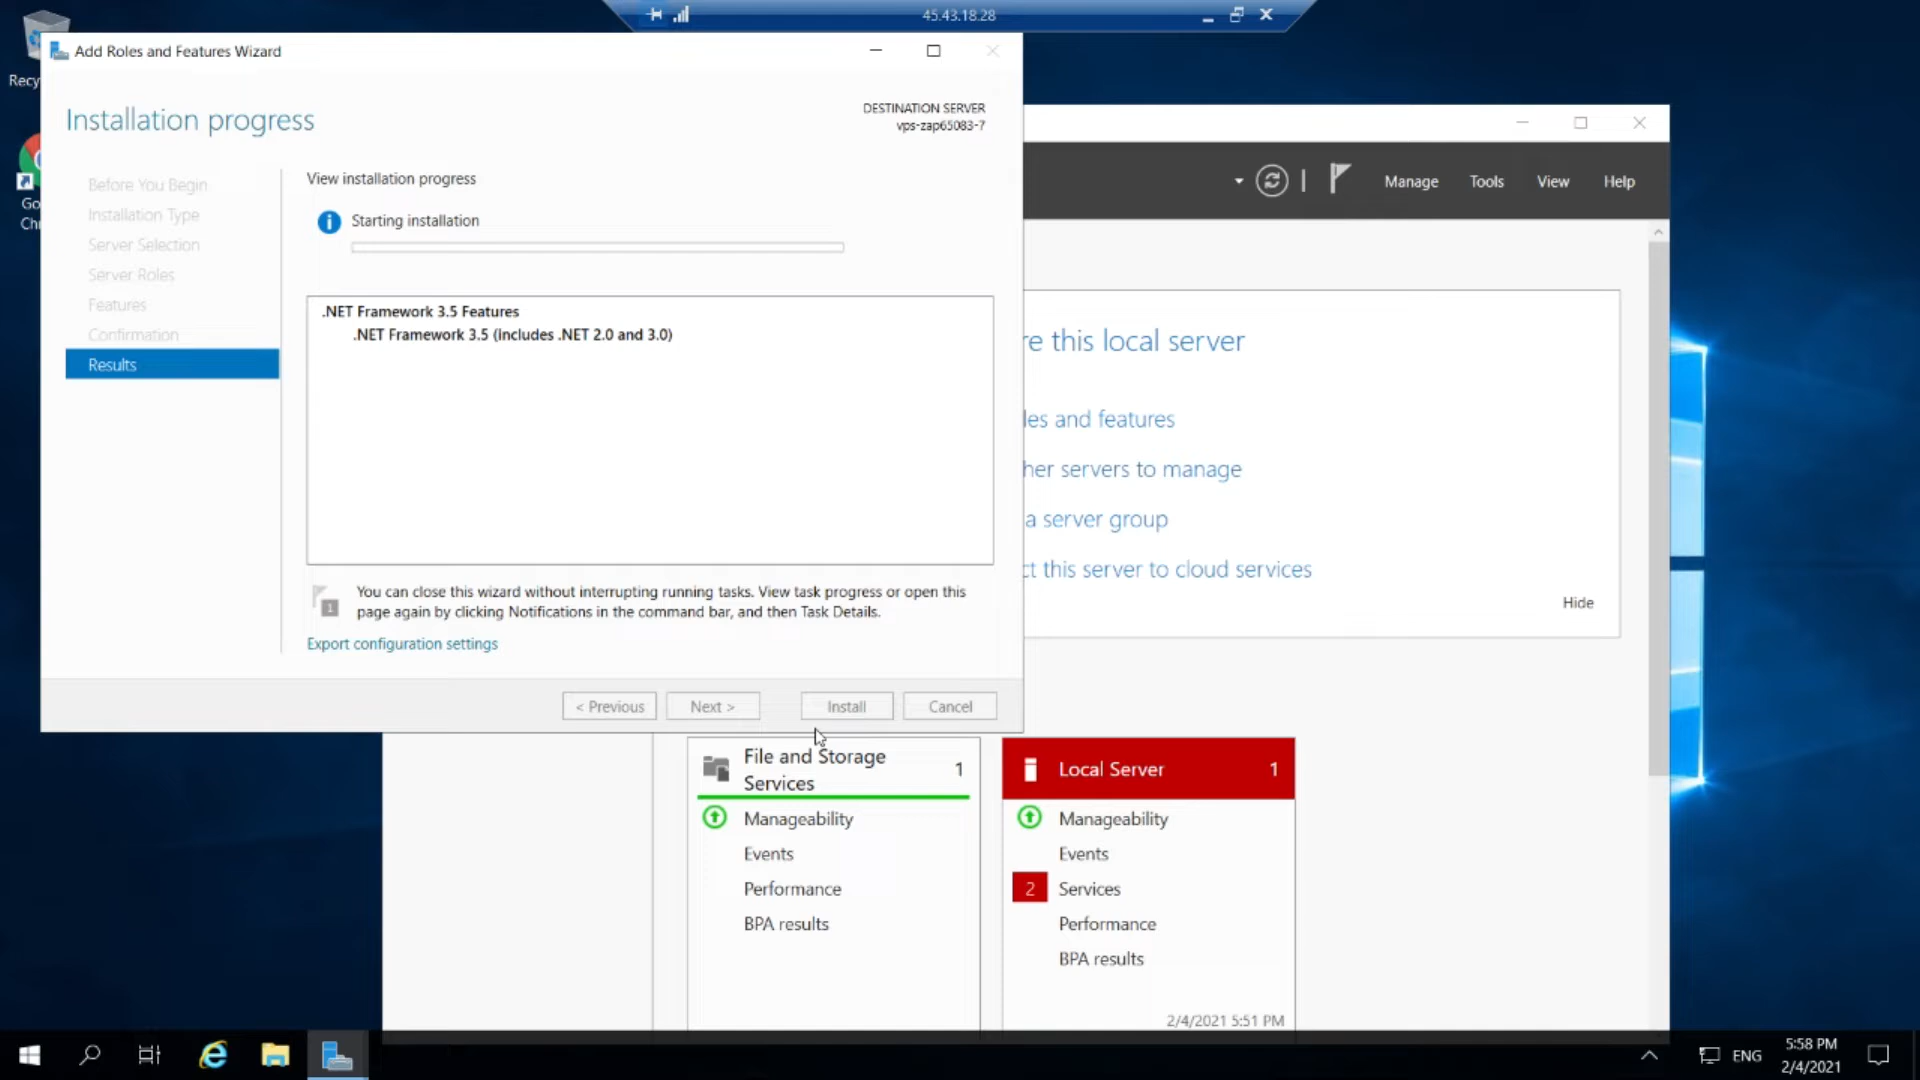 45.43.18.28
Recy
Go
Chr
Add Roles and Features Wizard
Installation progress
DESTINATION SERVER
vps-zap65083-7
Before You Begin
Installation Type
Server Selection
Server Roles
Features
Confirmation
Results
View installation progress
Starting installation
.NET Framework 3.5 Features
.NET Framework 3.5 (includes .NET 2.0 and 3.0)
1
You can close this wizard without interrupting running tasks. View task progress or open this
page again by clicking Notifications in the command bar, and then Task Details.
Export configuration settings
< Previous
Next >
Install
Cancel
Manage
Tools
View
Help
re this local server
les and features
her servers to manage
a server group
ct this server to cloud services
Hide
File and Storage
Services
1
Manageability
Events
Performance
BPA results
Local Server
1
Manageability
Events
2
Services
Performance
BPA results
2/4/2021 5:51 PM
ENG
5:58 PM
2/4/2021